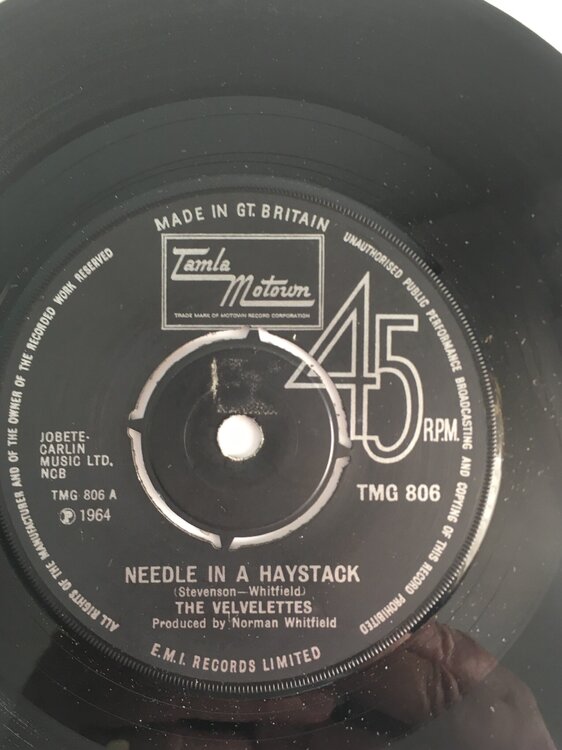 MADE IN GT. BRITAIN
Tamla
Motown
TRADE MARK OF MOTOWN RECORD CORPORATION
45
R.P.M.
JOBETE-
CARLIN
MUSIC LTD.
NCB
TMG 806 A
Ⓟ 1964
TMG 806
NEEDLE IN A HAYSTACK
(Stevenson—Whitfield)
THE VELVELETTES
Produced by Norman Whitfield
E.M.I. RECORDS LIMITED
ALL RIGHTS OF THE MANUFACTURER AND OF THE OWNER OF THE RECORDED WORK RESERVED
UNAUTHORISED PUBLIC PERFORMANCE BROADCASTING AND COPYING OF THIS RECORD PROHIBITED